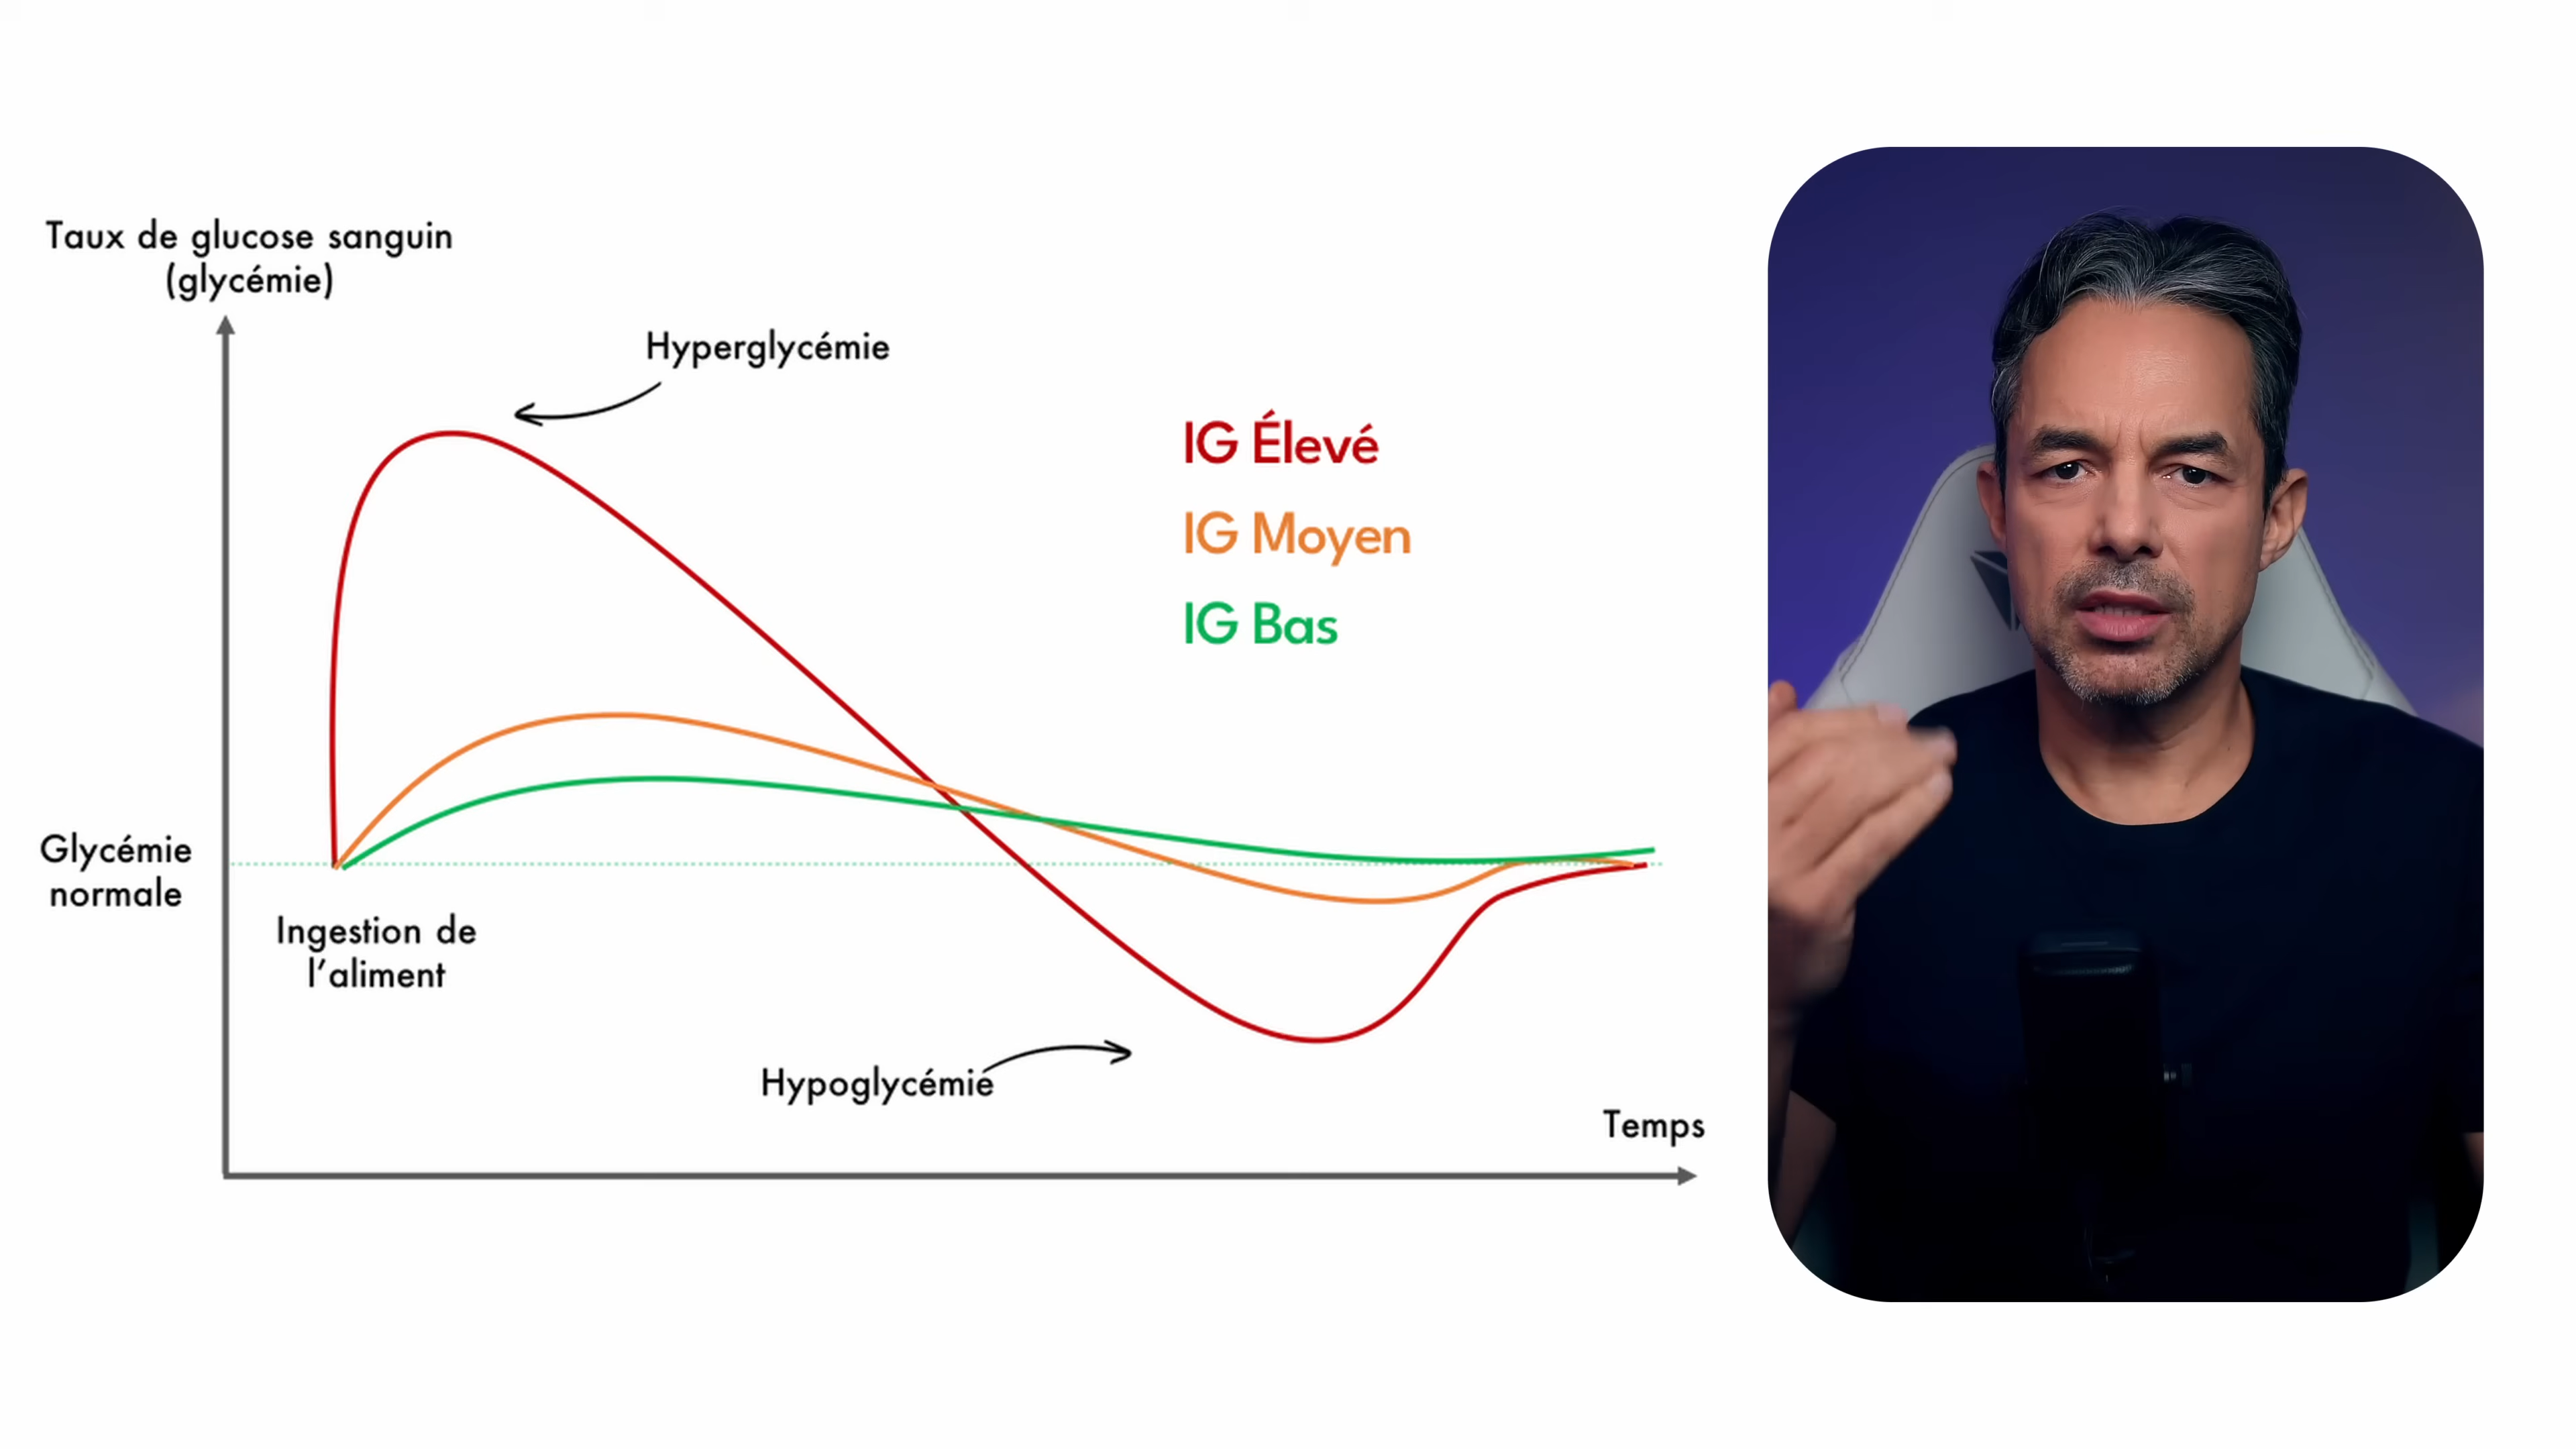 Taux de glucose sanguin
(glycémie)
Hyperglycémie
IG Élevé
IG Moyen
IG Bas
Glycémie
normale
Ingestion de
l'aliment
Hypoglycémie
Temps